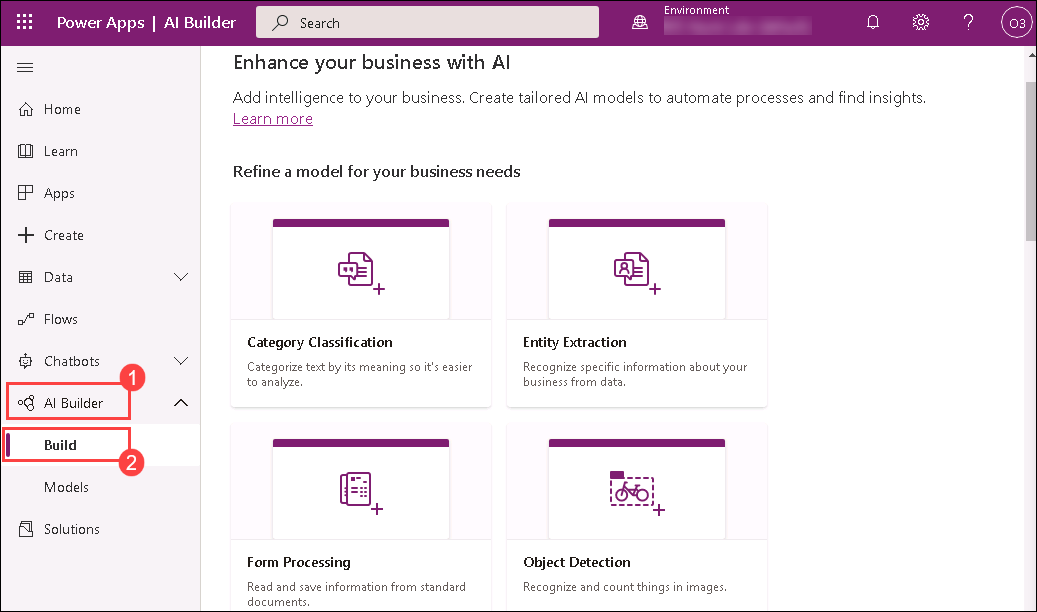 Power Apps | AI Builder
Search
Environment
?
O3
Home
Learn
Apps
Create
Data
Flows
Chatbots
1
AI Builder
Build
2
Models
Solutions
Enhance your business with AI
Add intelligence to your business. Create tailored AI models to automate processes and find insights.
Learn more
Refine a model for your business needs
Category Classification
Categorize text by its meaning so it's easier
to analyze.
Entity Extraction
Recognize specific information about your
business from data.
Form Processing
Read and save information from standard
documents.
Object Detection
Recognize and count things in images.